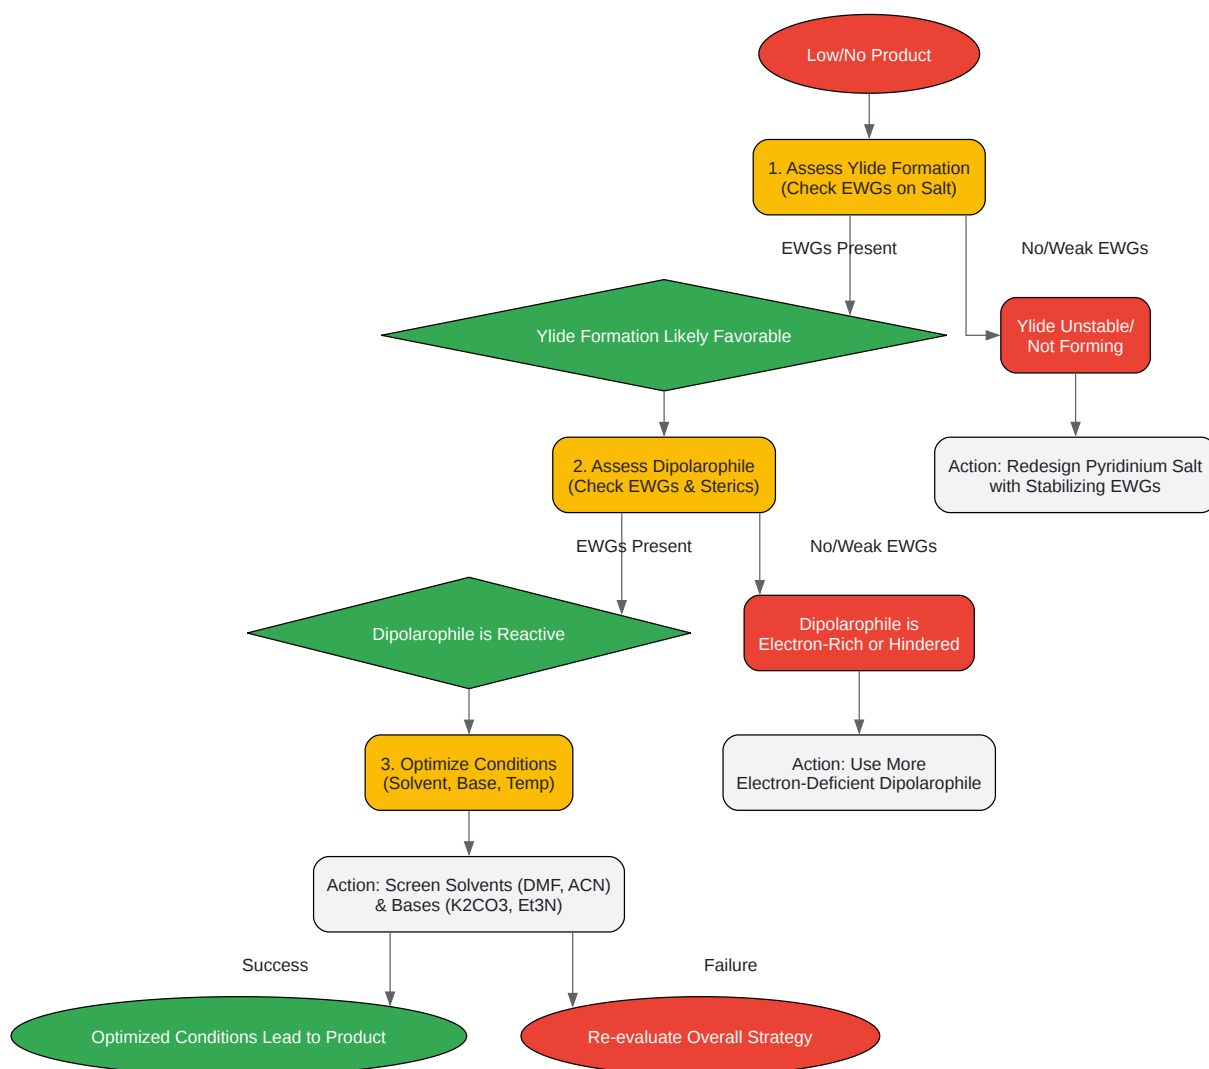 Low/No Product
1. Assess Ylide Formation
(Check EWGs on Salt)
EWGs Present
No/Weak EWGs
Ylide Formation Likely Favorable
Ylide Unstable/
Not Forming
2. Assess Dipolarophile
(Check EWGs & Sterics)
Action: Redesign Pyridinium Salt
with Stabilizing EWGs
EWGs Present
No/Weak EWGs
Dipolarophile is Reactive
Dipolarophile is
Electron-Rich or Hindered
3. Optimize Conditions
(Solvent, Base, Temp)
Action: Use More
Electron-Deficient Dipolarophile
Action: Screen Solvents (DMF, ACN)
& Bases (K2CO3, Et3N)
Success
Failure
Optimized Conditions Lead to Product
Re-evaluate Overall Strategy